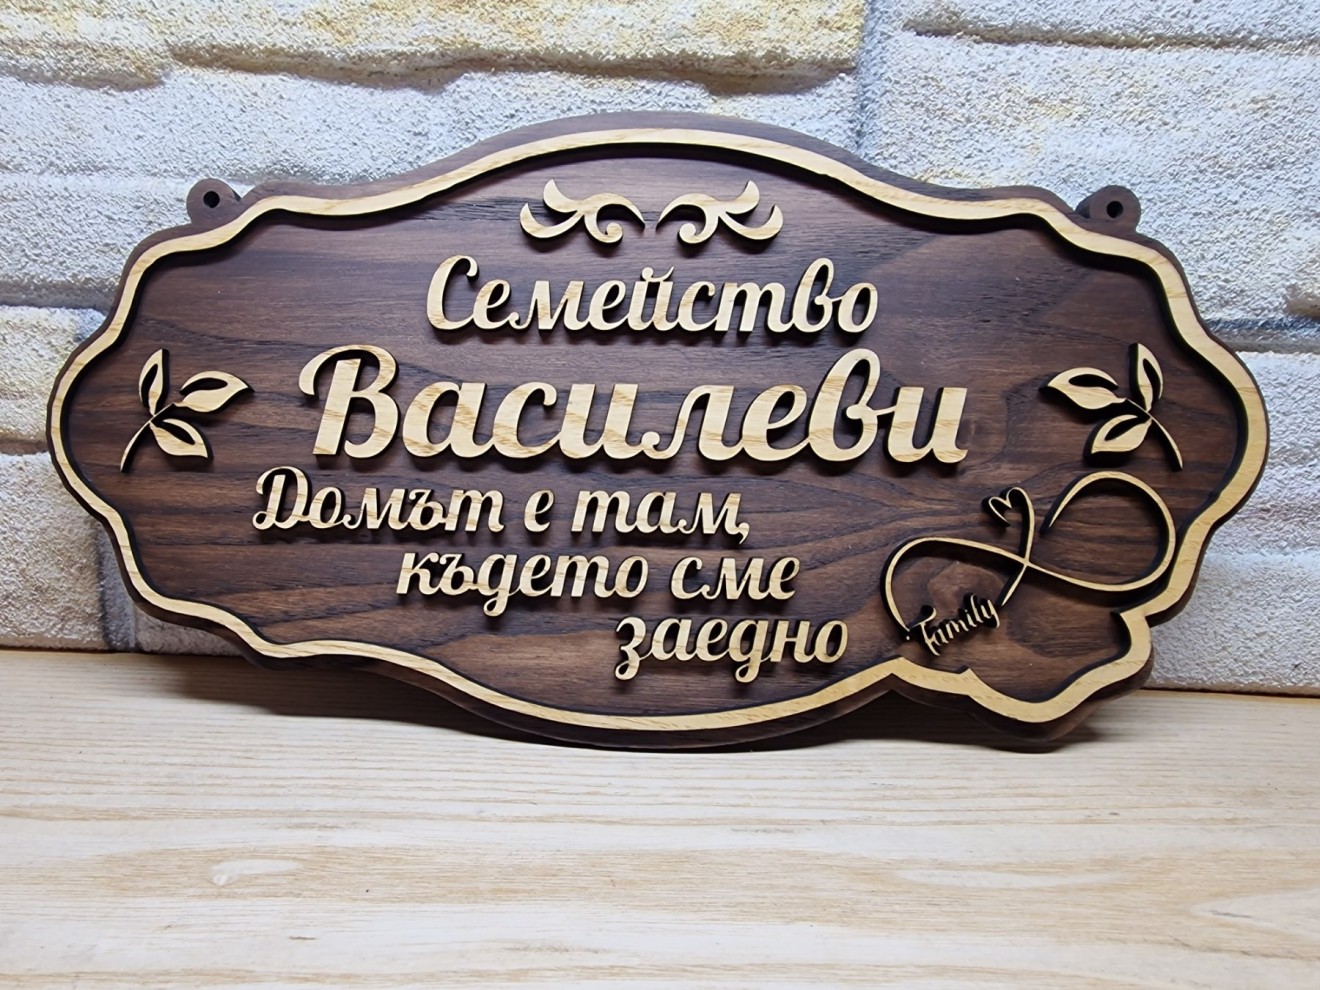 Семейство
Василеви
Домът е там,
където сме
заедно
Family